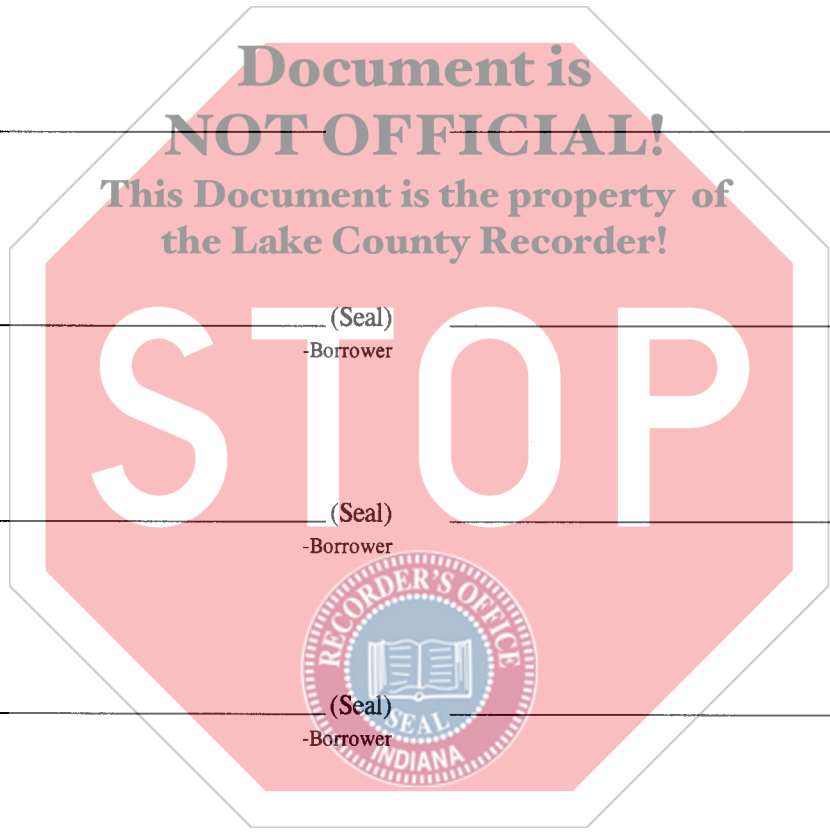 Document is
NOT OFFICIAL!
This Document is the property of
the Lake County Recorder!
(Seal)
-Borrower
STOP
(Seal)
-Borrower
RECORDER'S OFFICE
(Seal)
SEAL
-Borrower
INDIANA